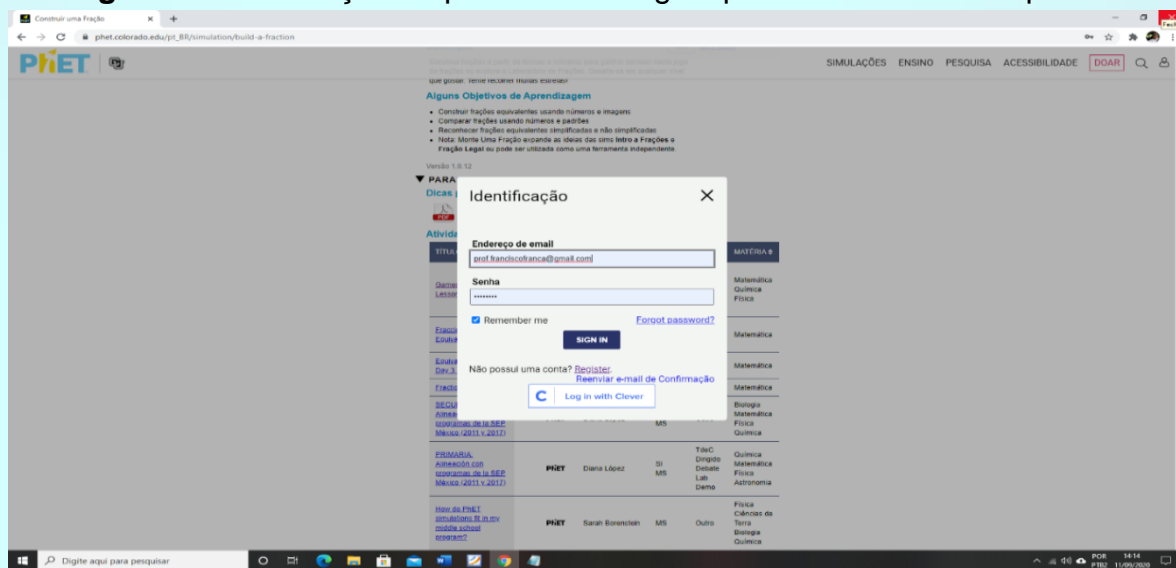 Construir uma Fração
phet.colorado.edu/pt_BR/simulation/build-a-fraction
PhET
SIMULAÇÕES ENSINO PESQUISA ACESSIBILIDADE DOAR
que gostar. Tente recolher muitas estrelas!
Alguns Objetivos de Aprendizagem
• Construir frações equivalentes usando números e imagens
• Comparar frações usando números e padrões
• Reconhecer frações equivalentes simplificadas e não simplificadas
• Nota: Monte Uma Fração expande as ideias das sims Intro a Frações e
Fração Legal ou pode ser utilizada como uma ferramenta independente.
Versão 1.0.12
PARA
Dicas
PDF
Identificação
Endereço de email
prof.franciscofranca@gmail.com
Senha
Remember me Forgot password?
SIGN IN
Não possui uma conta? Register.
Reenviar e-mail de Confirmação
C Log in with Clever
MATÉRIA
Matemática
Química
Física
Matemática
Matemática
Matemática
programas de la SEP MS
México (2011 y 2017)
Biologia
Matemática
Física
Química
PRIMARIA:
Alineación con
programas de la SEP
México (2011 y 2017)
PhET Diana López
MS
TdeC
Dirigido
Debate
Lab
Demo
Química
Matemática
Física
Astronomia
How do PhET
simulations fit in my
middle school
program?
PhET Sarah Borenstein MS Outro
Física
Ciências da
Terra
Biologia
Química
Digite aqui para pesquisar
POR 14:14
PTB2 11/09/2020